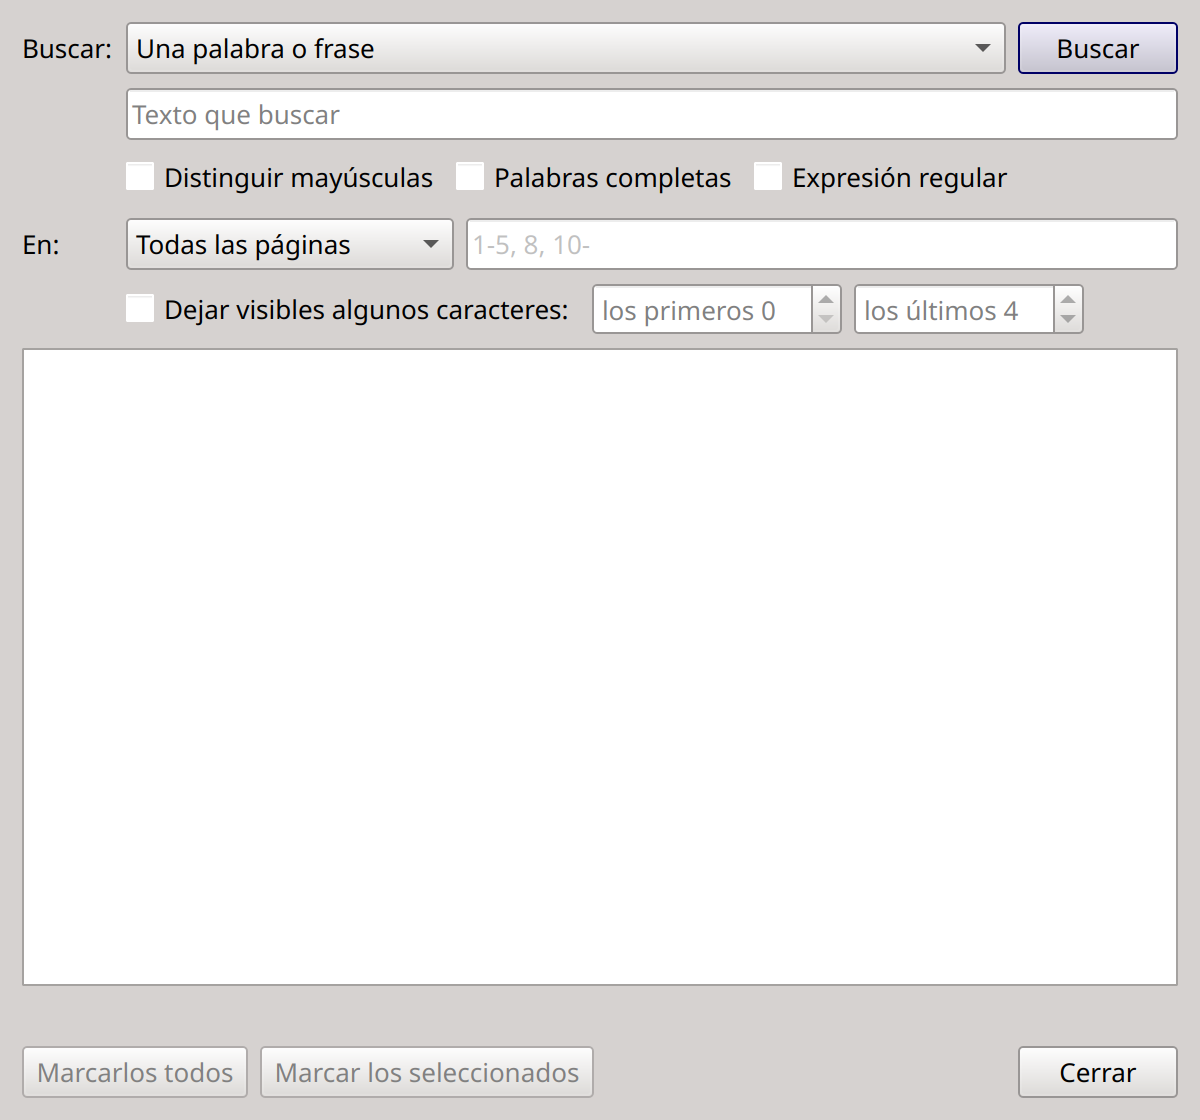 Buscar: Una palabra o frase Buscar
Texto que buscar
Distinguir mayúsculas Palabras completas Expresión regular
En: Todas las páginas 1-5, 8, 10-
Dejar visibles algunos caracteres: los primeros 0 los últimos 4
Marcarlos todos Marcar los seleccionados Cerrar